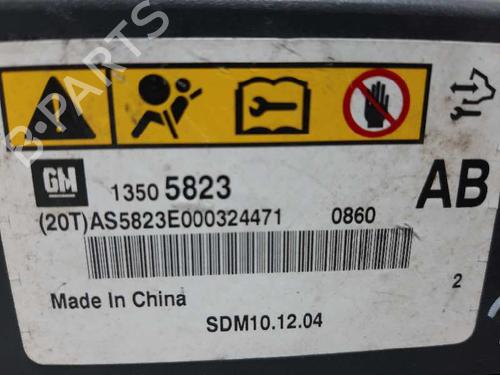 B-PARTS
GM 1350 5823 AB
(20T)AS5823E000324471 0860
Made In China 2
SDM10.12.04